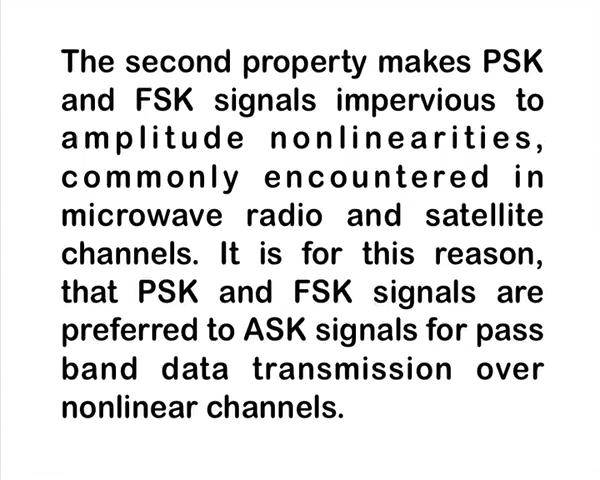 The second property makes PSK
and FSK signals impervious to
amplitude nonlinearities,
commonly encountered in
microwave radio and satellite
channels. It is for this reason,
that PSK and FSK signals are
preferred to ASK signals for pass
band data transmission over
nonlinear channels.